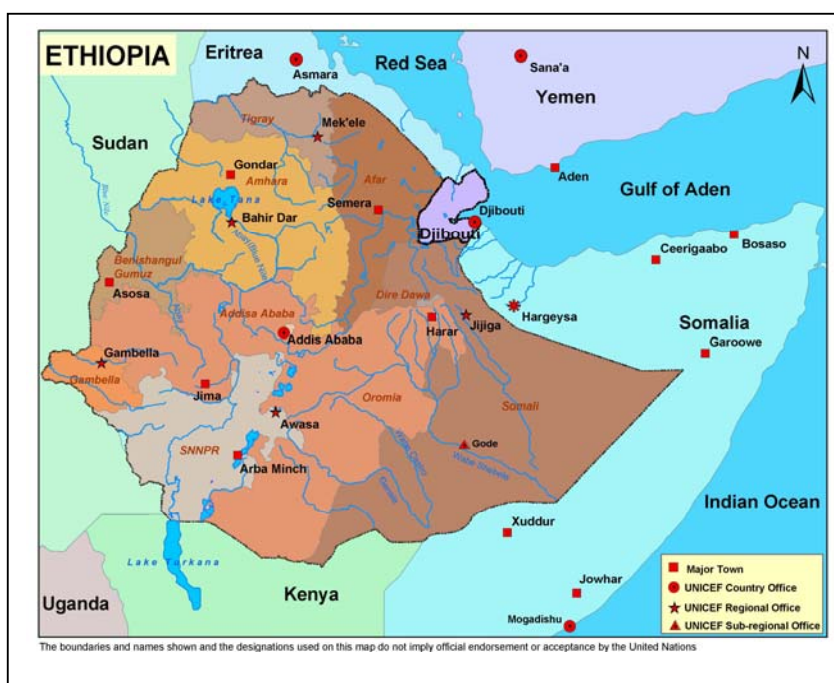 ETHIOPIA
Eritrea
Asmara
Red Sea
Sana'a
Yemen
N
Sudan
Tigray
Mek'ele
Gondar
Amhara
Afar
Aden
Lake Tana
Semera
Gulf of Aden
Blue Nile
Bahir Dar
Djibouti
Djibouti
Ceerigaabo
Bosaso
Benishangul
Gumuz
Asosa
Dire Dawa
Addisa Ababa
Hargeysa
Harar
Jijiga
Somalia
Addis Ababa
Garoowe
Gambella
Gambella
Jima
Oromia
Somali
Awasa
SNNPR
Gode
Arba Minch
Wabe Shebele
Indian Ocean
Xuddur
Lake Turkana
Major Town
Jowhar
UNICEF Country Office
Uganda
Kenya
UNICEF Regional Office
Mogadishu
UNICEF Sub-regional Office
The boundaries and names shown and the designations used on this map do not imply official endorsement or acceptance by the United Nations